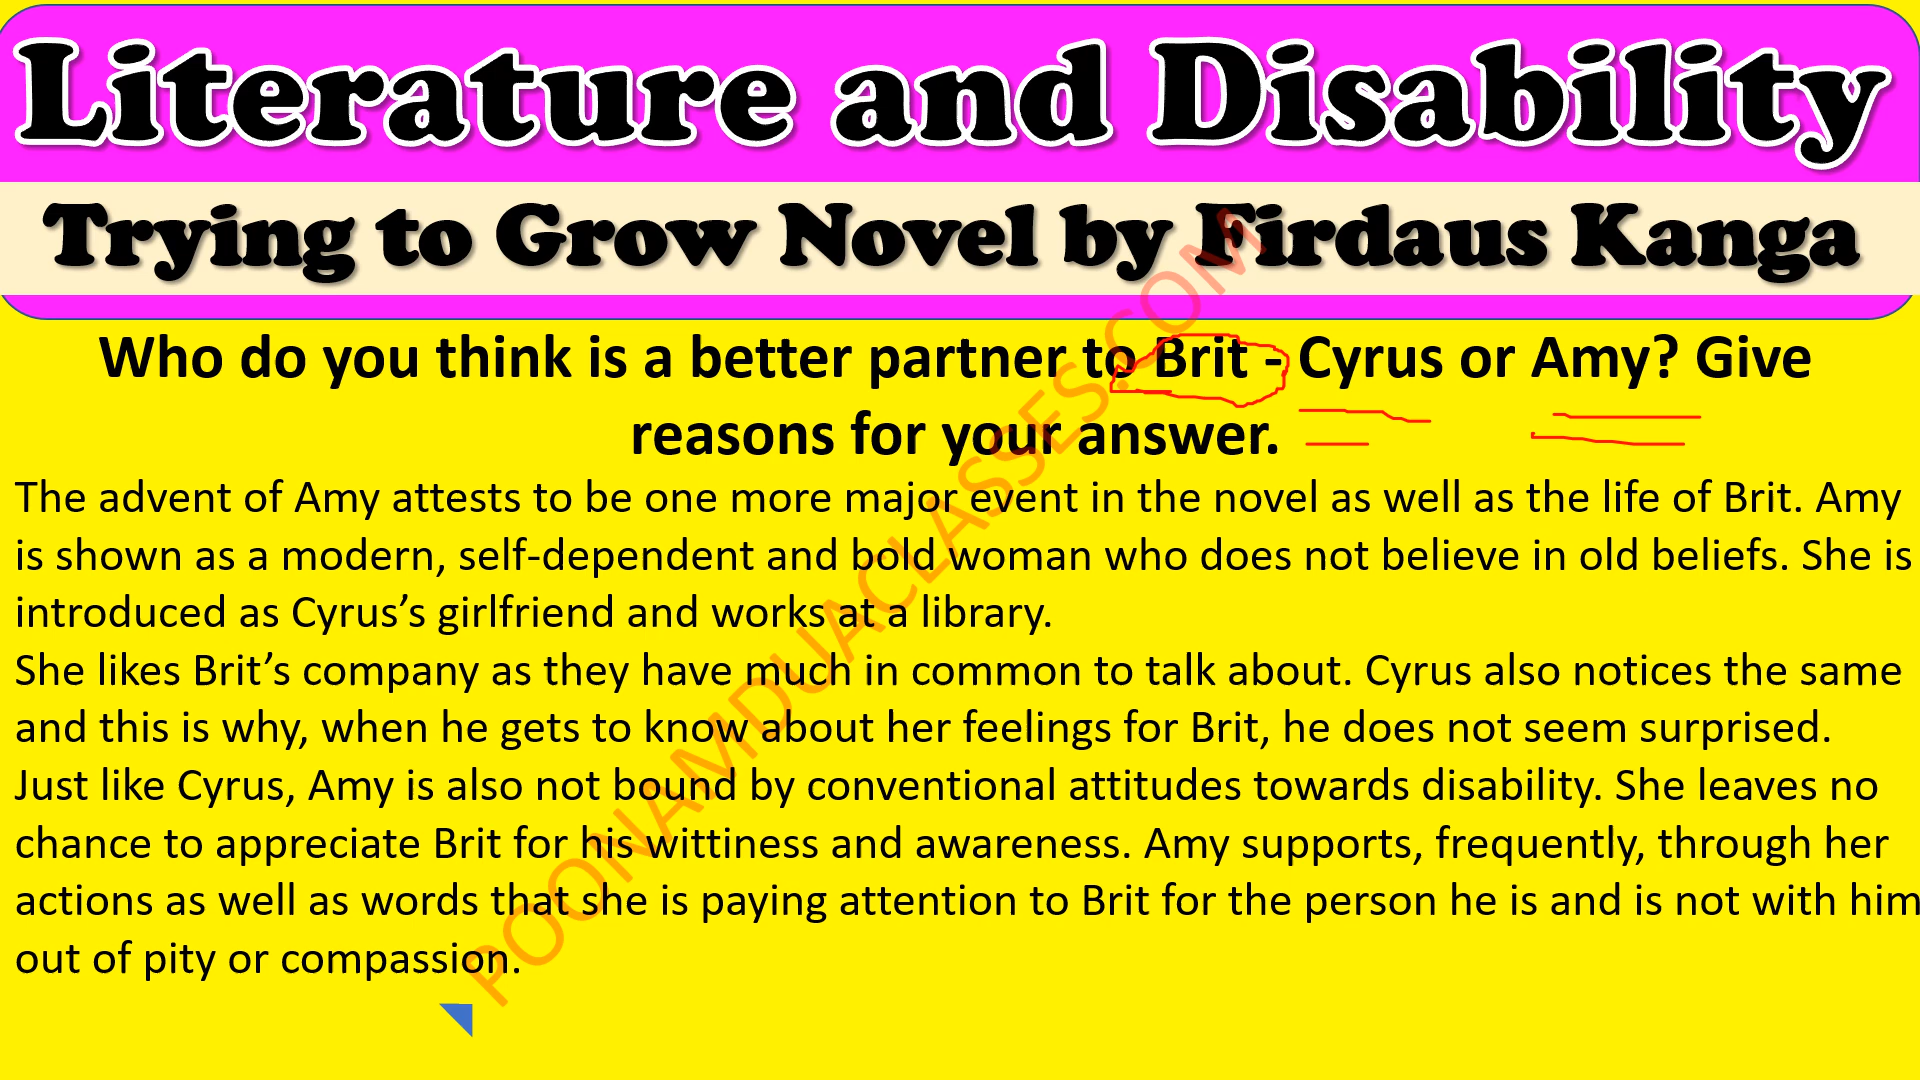 Literature and Disability
Trying to Grow Novel by Firdaus Kanga
Who do you think is a better partner to Brit - Cyrus or Amy? Give
reasons for your answer.
The advent of Amy attests to be one more major event in the novel as well as the life of Brit. Amy
is shown as a modern, self-dependent and bold woman who does not believe in old beliefs. She is
introduced as Cyrus’s girlfriend and works at a library.
She likes Brit’s company as they have much in common to talk about. Cyrus also notices the same
and this is why, when he gets to know about her feelings for Brit, he does not seem surprised.
Just like Cyrus, Amy is also not bound by conventional attitudes towards disability. She leaves no
chance to appreciate Brit for his wittiness and awareness. Amy supports, frequently, through her
actions as well as words that she is paying attention to Brit for the person he is and is not with him
out of pity or compassion.
POONAMDUACLASSES.COM